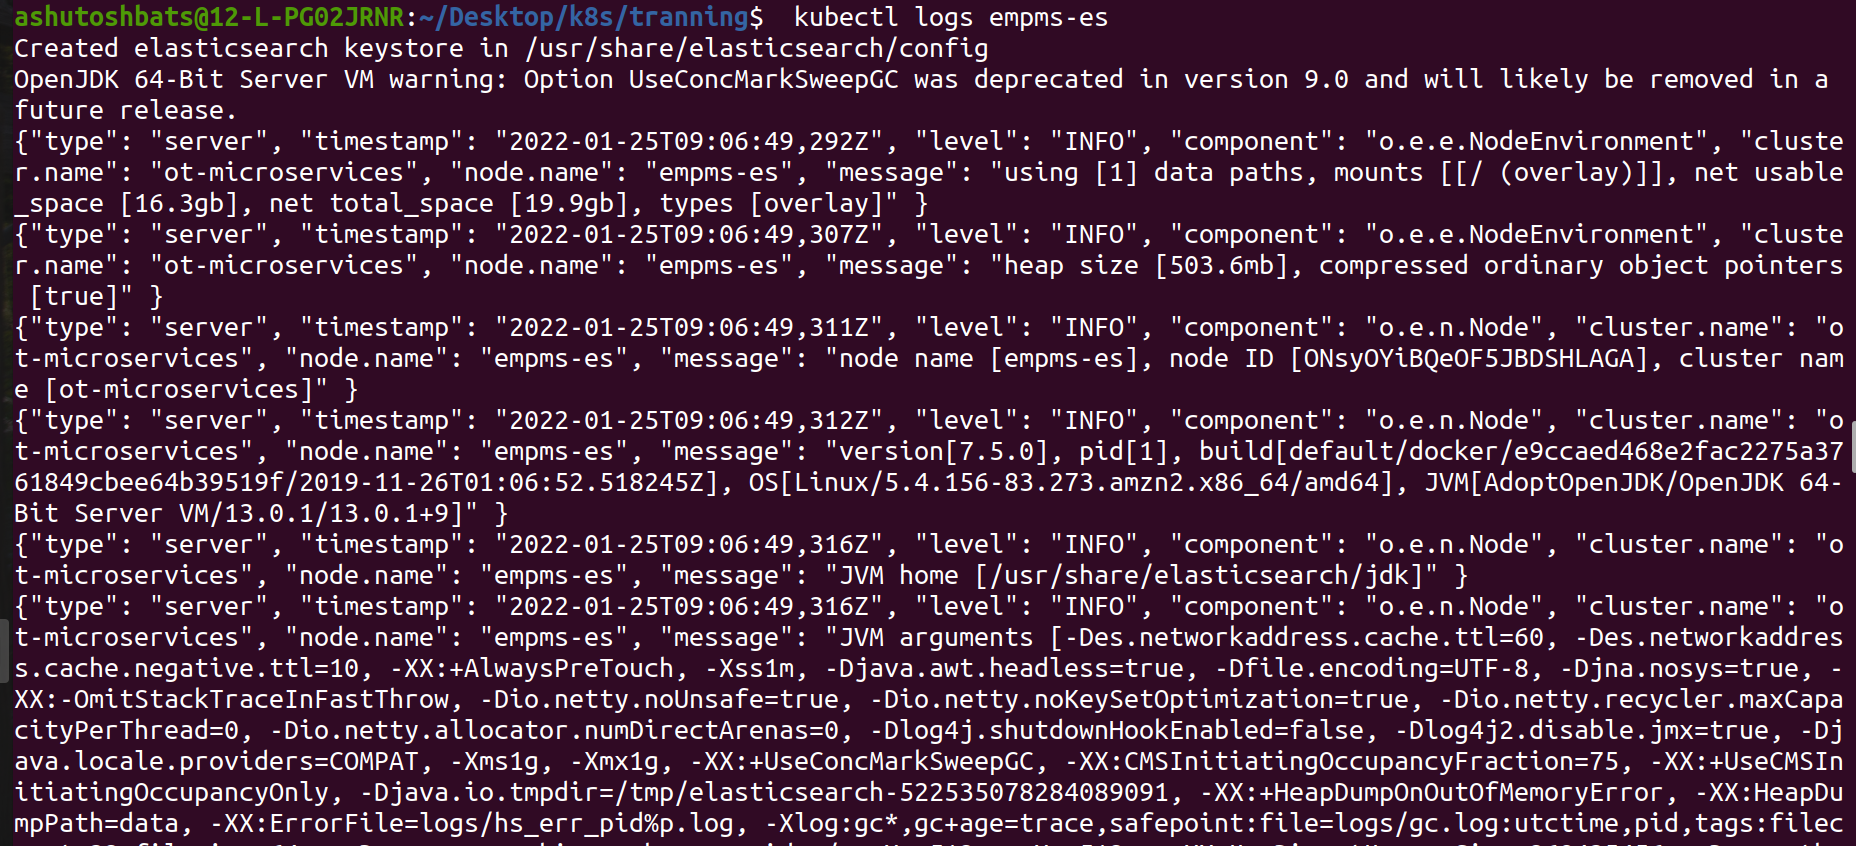 ashutoshbats@12-L-PG02JRNR:~/Desktop/k8s/tranning$  kubectl logs empms-es
Created elasticsearch keystore in /usr/share/elasticsearch/config
OpenJDK 64-Bit Server VM warning: Option UseConcMarkSweepGC was deprecated in version 9.0 and will likely be removed in a
future release.
{"type": "server", "timestamp": "2022-01-25T09:06:49,292Z", "level": "INFO", "component": "o.e.e.NodeEnvironment", "cluste
r.name": "ot-microservices", "node.name": "empms-es", "message": "using [1] data paths, mounts [[/ (overlay)]], net usable
_space [16.3gb], net total_space [19.9gb], types [overlay]" }
{"type": "server", "timestamp": "2022-01-25T09:06:49,307Z", "level": "INFO", "component": "o.e.e.NodeEnvironment", "cluste
r.name": "ot-microservices", "node.name": "empms-es", "message": "heap size [503.6mb], compressed ordinary object pointers
 [true]" }
{"type": "server", "timestamp": "2022-01-25T09:06:49,311Z", "level": "INFO", "component": "o.e.n.Node", "cluster.name": "o
t-microservices", "node.name": "empms-es", "message": "node name [empms-es], node ID [ONsyOYiBQeOF5JBDSHLAGA], cluster nam
e [ot-microservices]" }
{"type": "server", "timestamp": "2022-01-25T09:06:49,312Z", "level": "INFO", "component": "o.e.n.Node", "cluster.name": "o
t-microservices", "node.name": "empms-es", "message": "version[7.5.0], pid[1], build[default/docker/e9ccaed468e2fac2275a37
61849cbee64b39519f/2019-11-26T01:06:52.518245Z], OS[Linux/5.4.156-83.273.amzn2.x86_64/amd64], JVM[AdoptOpenJDK/OpenJDK 64-
Bit Server VM/13.0.1/13.0.1+9]" }
{"type": "server", "timestamp": "2022-01-25T09:06:49,316Z", "level": "INFO", "component": "o.e.n.Node", "cluster.name": "o
t-microservices", "node.name": "empms-es", "message": "JVM home [/usr/share/elasticsearch/jdk]" }
{"type": "server", "timestamp": "2022-01-25T09:06:49,316Z", "level": "INFO", "component": "o.e.n.Node", "cluster.name": "o
t-microservices", "node.name": "empms-es", "message": "JVM arguments [-Des.networkaddress.cache.ttl=60, -Des.networkaddres
s.cache.negative.ttl=10, -XX:+AlwaysPreTouch, -Xss1m, -Djava.awt.headless=true, -Dfile.encoding=UTF-8, -Djna.nosys=true, -
XX:-OmitStackTraceInFastThrow, -Dio.netty.noUnsafe=true, -Dio.netty.noKeySetOptimization=true, -Dio.netty.recycler.maxCapa
cityPerThread=0, -Dio.netty.allocator.numDirectArenas=0, -Dlog4j.shutdownHookEnabled=false, -Dlog4j2.disable.jmx=true, -Dj
ava.locale.providers=COMPAT, -Xms1g, -Xmx1g, -XX:+UseConcMarkSweepGC, -XX:CMSInitiatingOccupancyFraction=75, -XX:+UseCMSIn
itiatingOccupancyOnly, -Djava.io.tmpdir=/tmp/elasticsearch-522535078284089091, -XX:+HeapDumpOnOutOfMemoryError, -XX:HeapDu
mpPath=data, -XX:ErrorFile=logs/hs_err_pid%p.log, -Xlog:gc*,gc+age=trace,safepoint:file=logs/gc.log:utctime,pid,tags:filec